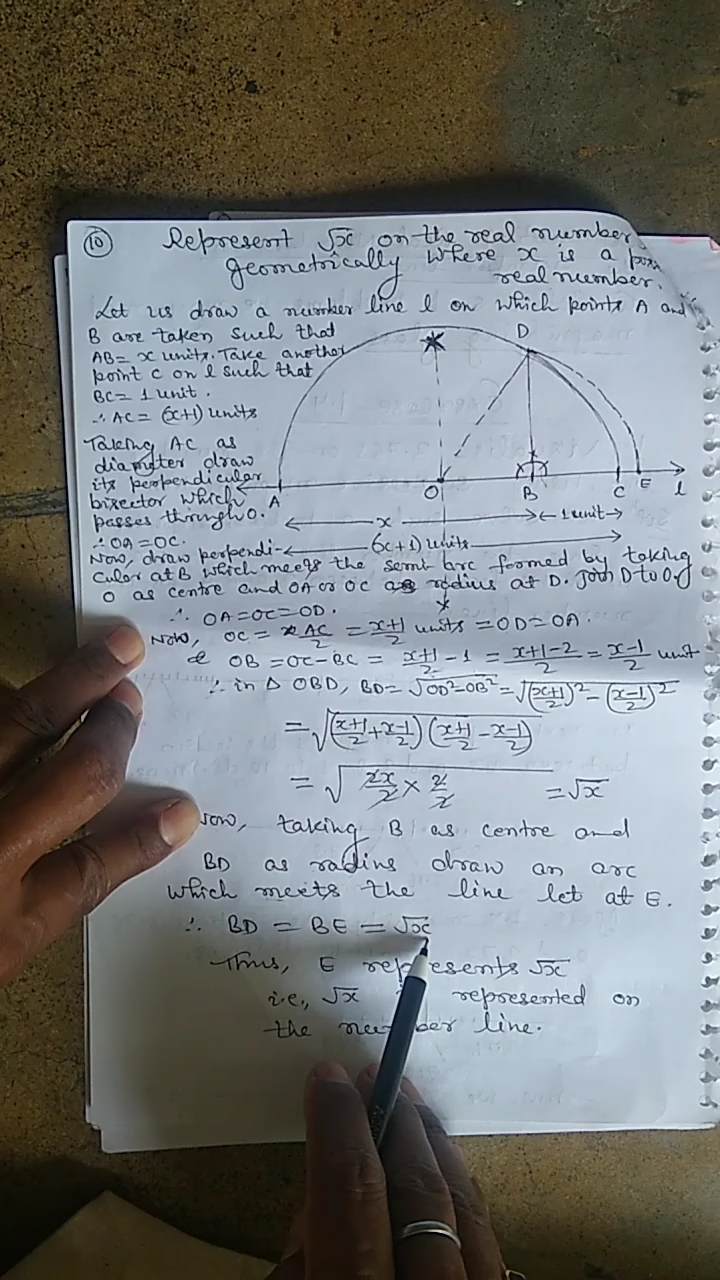 10 Represent √x on the real number
geometrically where x is a
real number.
Let us draw a number line l on which points A and
B are taken such that
AB = x units. Take another
point C on l such that
BC = 1 unit.
∴ AC = (x+1) units
Taking AC as
diameter draw
its perpendicular
bisector which
passes through O.
∴ OA = OC.
D
A O B C E l
x 1 unit
(x+1) units
Now, draw perpendi-
cular at B which meets the semi arc formed by taking
O as centre and OA or OC as radius at D. Join D to O.
∴ OA = OC = OD.
Now, OC = AC/2 = (x+1)/2 units = OD = OA.
& OB = OC - BC = (x+1)/2 - 1 = (x+1-2)/2 = (x-1)/2 unit
∴ in Δ OBD, BD = √(OD² - OB²) = √(((x+1)/2)² - ((x-1)/2)²)
= √(((x+1)/2 + (x-1)/2) ((x+1)/2 - (x-1)/2))
= √(2x/2 × 2/2) = √x
Now, taking B as centre and
BD as radius draw an arc
which meets the line let at E.
∴ BD = BE = √x
Thus, E represents √x
i.e., √x represented on
the number line.